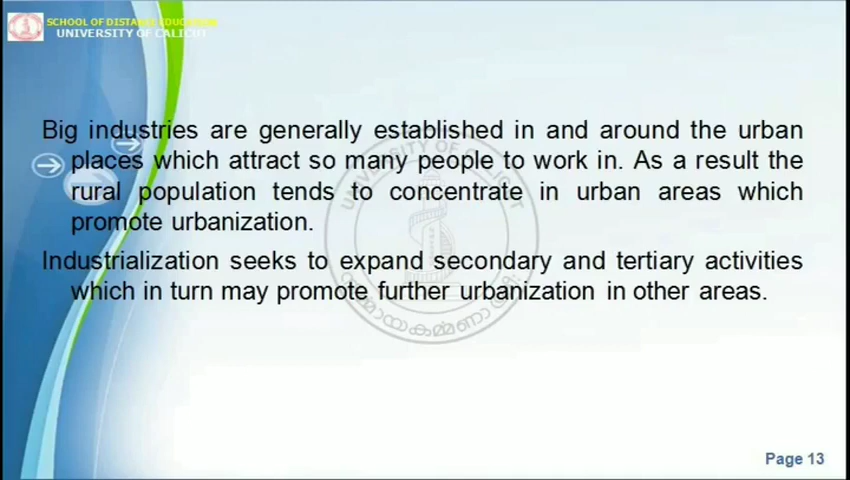 SCHOOL OF DISTANCE EDUCATION
UNIVERSITY OF CALICUT
Big industries are generally established in and around the urban
places which attract so many people to work in. As a result the
rural population tends to concentrate in urban areas which
promote urbanization.
Industrialization seeks to expand secondary and tertiary activities
which in turn may promote further urbanization in other areas.
UNIVERSITY OF CALICUT
Page 13